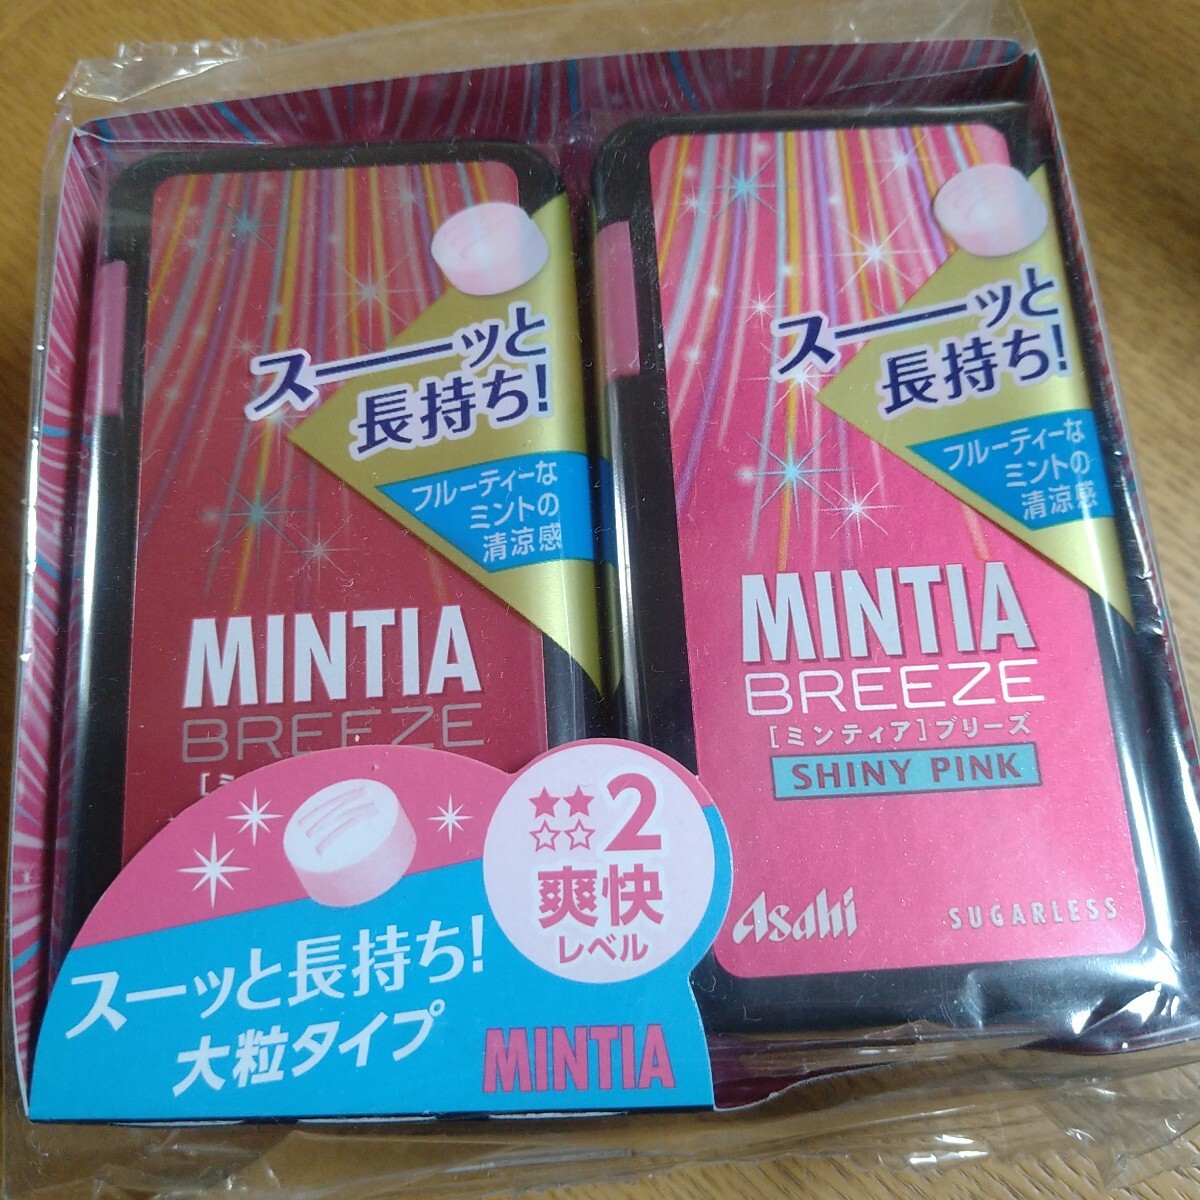 スーッと
長持ち!
フルーティーな
ミントの
清涼感
MINTIA
BREEZE
[ミ
スーッと
長持ち!
フルーティーな
ミントの
清涼感
MINTIA
BREEZE
[ミンティア]ブリーズ
SHINY PINK
Asahi
SUGARLESS
2
爽快
レベル
スーッと長持ち!
大粒タイプ
MINTIA